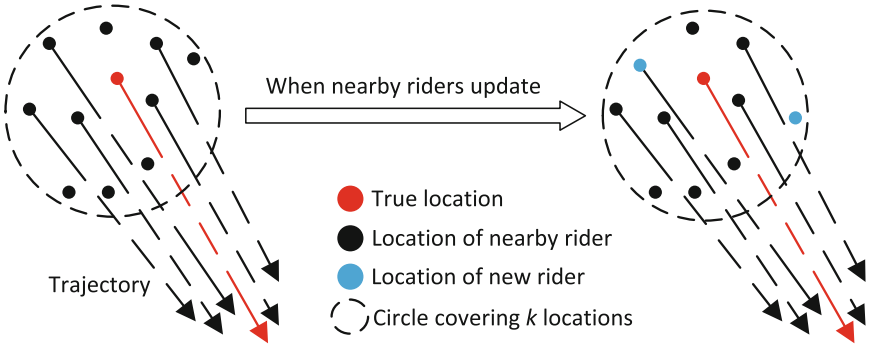 When nearby riders update
True location
Location of nearby rider
Location of new rider
Circle covering k locations
Trajectory